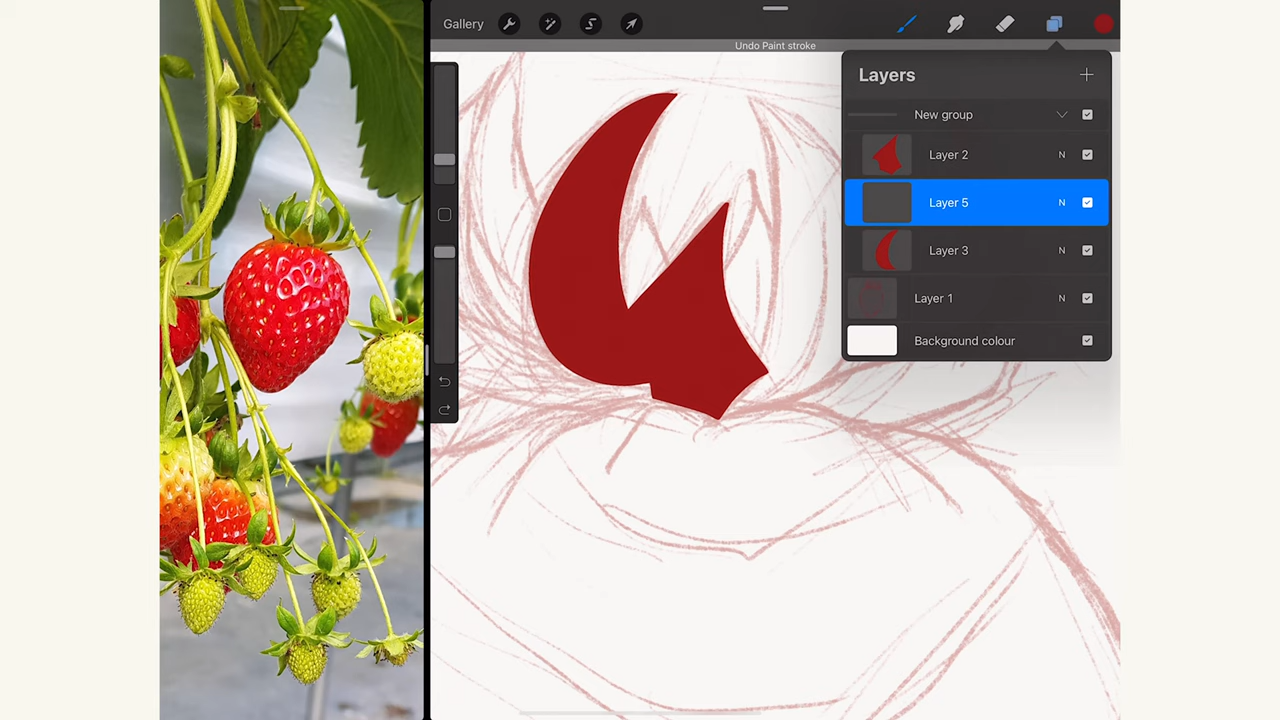 Gallery
Undo Paint stroke
Layers
New group
Layer 2 N
Layer 5 N
Layer 3 N
Layer 1 N
Background colour